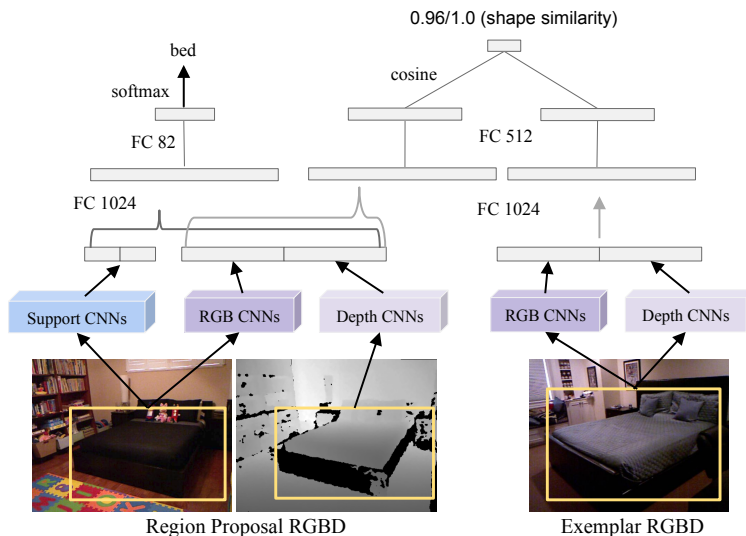 0.96/1.0 (shape similarity)
bed
softmax
cosine
FC 82
FC 512
FC 1024
FC 1024
Support CNNs
RGB CNNs
Depth CNNs
RGB CNNs
Depth CNNs
Region Proposal RGBD
Exemplar RGBD